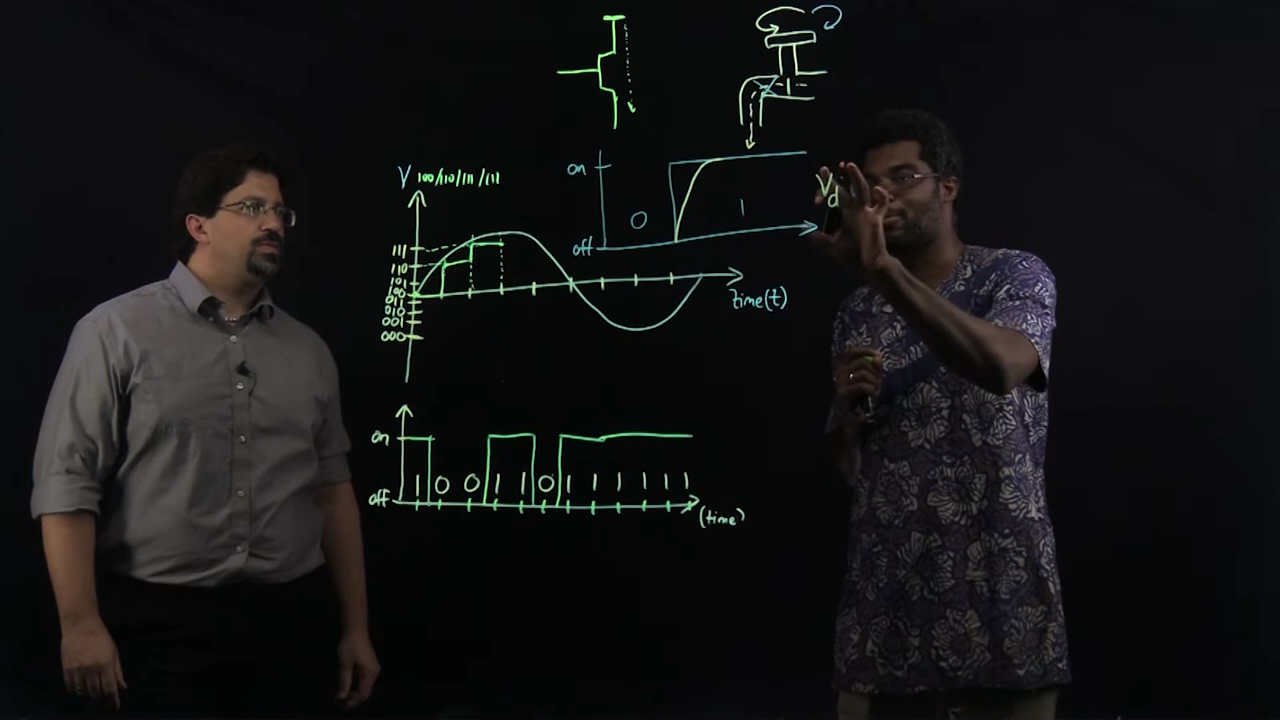 on
off
0 1
Vd
V 100/110/111/111
111
110
101
100
011
010
001
000
time(t)
on
off
1 0 0 1 1 0 1 1 1 1 1 1
(time)